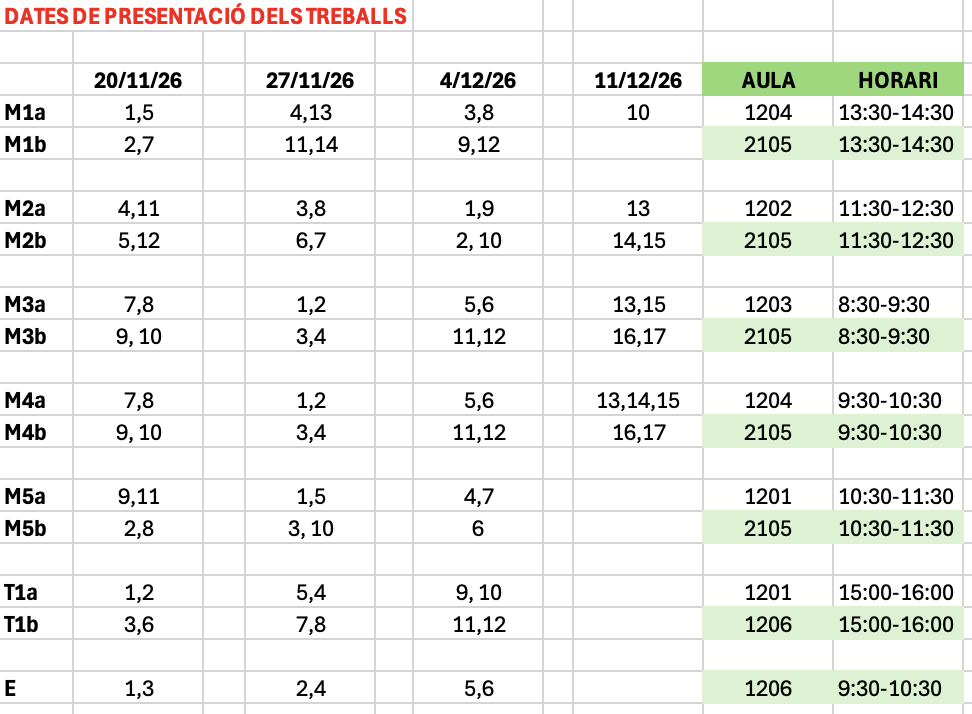 DATES DE PRESENTACIÓ DELS TREBALLS
20/11/26 27/11/26 4/12/26 11/12/26 AULA HORARI
M1a 1,5 4,13 3,8 10 1204 13:30-14:30
M1b 2,7 11,14 9,12 2105 13:30-14:30
M2a 4,11 3,8 1,9 13 1202 11:30-12:30
M2b 5,12 6,7 2, 10 14,15 2105 11:30-12:30
M3a 7,8 1,2 5,6 13,15 1203 8:30-9:30
M3b 9, 10 3,4 11,12 16,17 2105 8:30-9:30
M4a 7,8 1,2 5,6 13,14,15 1204 9:30-10:30
M4b 9, 10 3,4 11,12 16,17 2105 9:30-10:30
M5a 9,11 1,5 4,7 1201 10:30-11:30
M5b 2,8 3, 10 6 2105 10:30-11:30
T1a 1,2 5,4 9, 10 1201 15:00-16:00
T1b 3,6 7,8 11,12 1206 15:00-16:00
E 1,3 2,4 5,6 1206 9:30-10:30